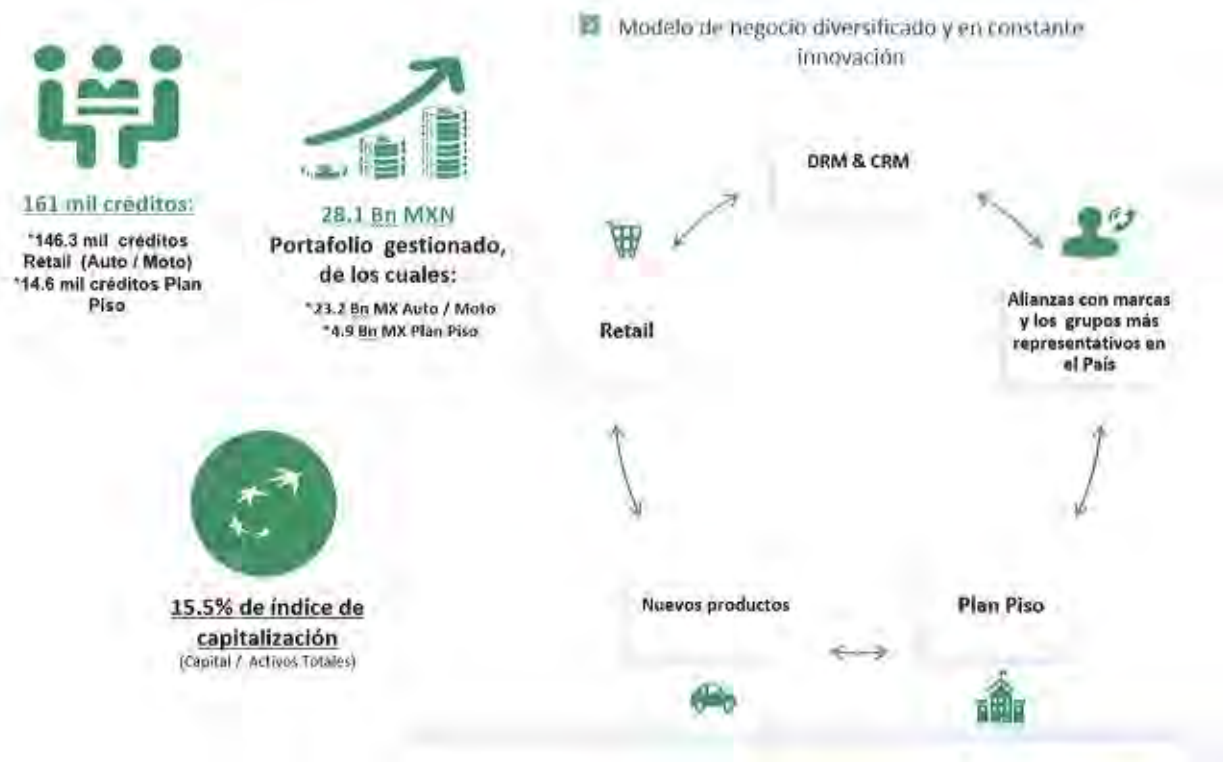 161 mil créditos:
*146.3 mil créditos
Retail (Auto / Moto)
*14.6 mil créditos Plan
Piso
28.1 Bn MXN
Portafolio gestionado,
de los cuales:
*23.2 Bn MX Auto / Moto
*4.9 Bn MX Plan Piso
15.5% de índice de
capitalización
(Capital / Activos Totales)
Modelo de negocio diversificado y en constante
innovación
DRM & CRM
Retail
Alianzas con marcas
y los grupos más
representativos en
el País
Nuevos productos
Plan Piso